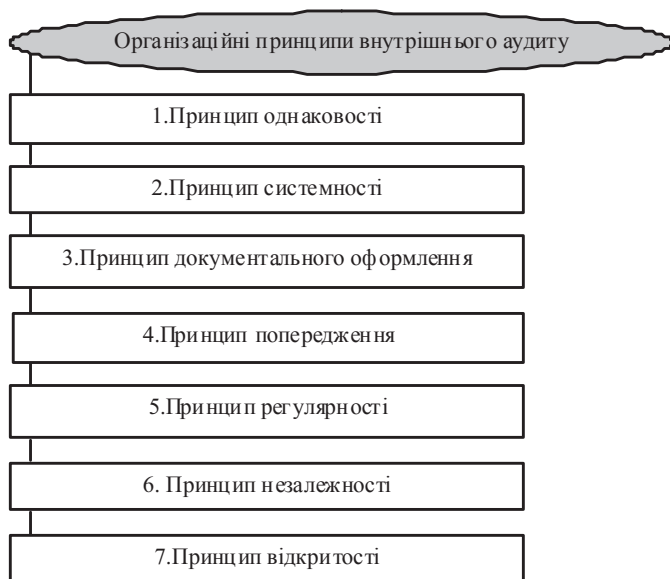 Організаційні принципи внутрішнього аудиту
1.Принцип однаковості
2.Принцип системності
3.Принцип документального оформлення
4.Принцип попередження
5.Принцип регулярності
6. Принцип незалежності
7.Принцип відкритості